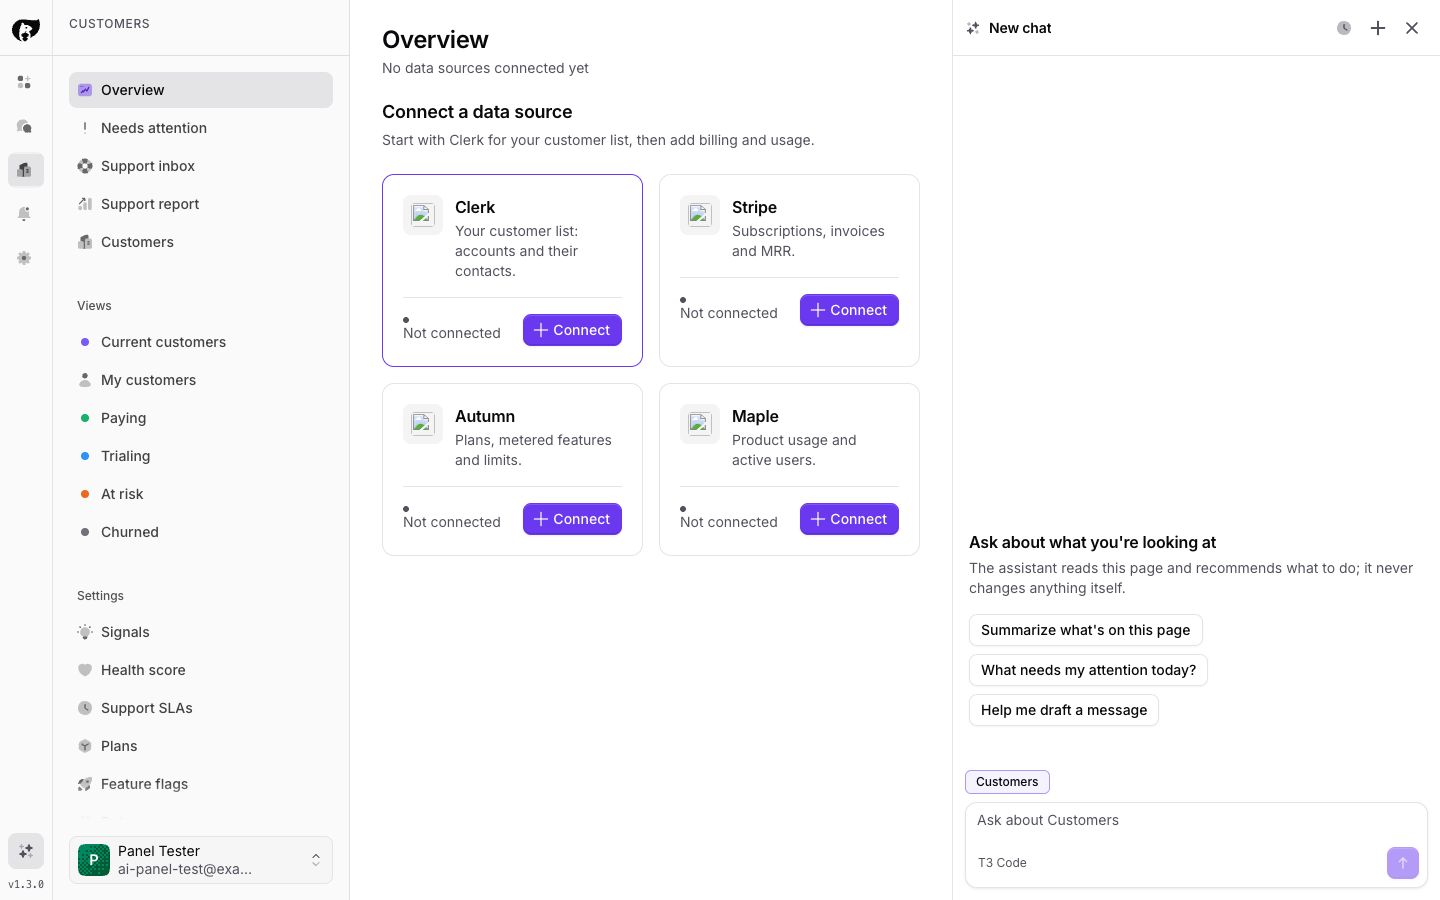 CUSTOMERS
Overview
Needs attention
Support inbox
Support report
Customers
Views
Current customers
My customers
Paying
Trialing
At risk
Churned
Settings
Signals
Health score
Support SLAs
Plans
Feature flags
P
Panel Tester
ai-panel-test@exa...
v1.3.0
Overview
No data sources connected yet
Connect a data source
Start with Clerk for your customer list, then add billing and usage.
Clerk
Your customer list:
accounts and their
contacts.
Not connected
Connect
Stripe
Subscriptions, invoices
and MRR.
Not connected
Connect
Autumn
Plans, metered features
and limits.
Not connected
Connect
Maple
Product usage and
active users.
Not connected
Connect
New chat
Ask about what you're looking at
The assistant reads this page and recommends what to do; it never
changes anything itself.
Summarize what's on this page
What needs my attention today?
Help me draft a message
Customers
Ask about Customers
T3 Code